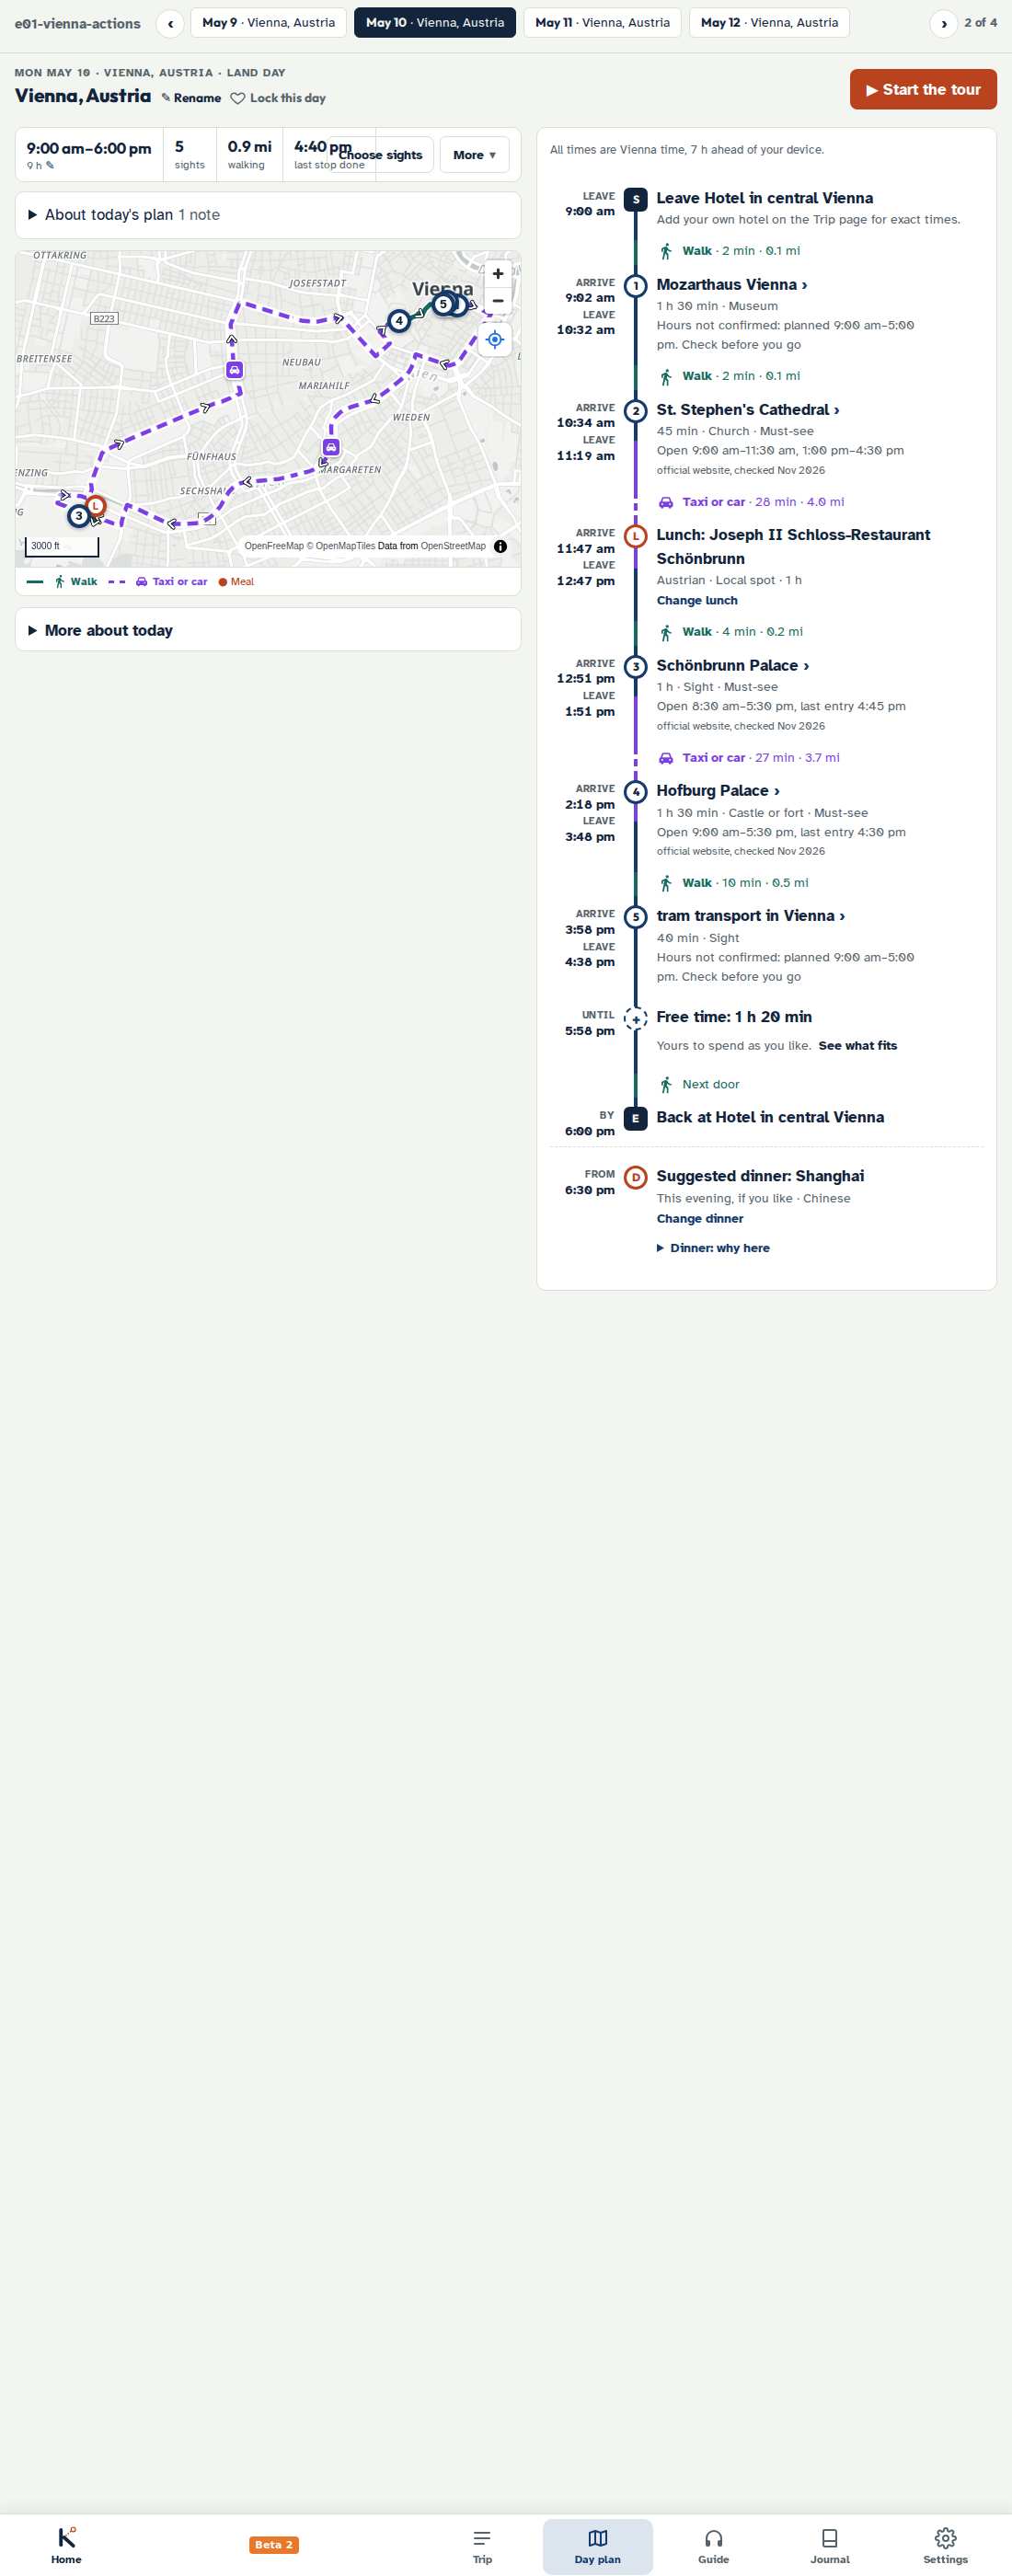 e01-vienna-actions
‹
May 9 · Vienna, Austria
May 10 · Vienna, Austria
May 11 · Vienna, Austria
May 12 · Vienna, Austria
›
2 of 4
MON MAY 10 · VIENNA, AUSTRIA · LAND DAY
Vienna, Austria ✎ Rename Lock this day
▶ Start the tour
9:00 am–6:00 pm
9 h ✎
5
sights
0.9 mi
walking
4:40 pm
last stop done
Choose sights
More ▾
▶ About today's plan 1 note
OTTAKRING
JOSEFSTADT
Vienna
B223
BREITENSEE
NEUBAU
MARIAHILF
Wien
WIEDEN
FÜNFHAUS
MARGARETEN
SECHSHAU
3
L
4
5
+
−
3000 ft
OpenFreeMap © OpenMapTiles Data from OpenStreetMap
Walk
Taxi or car
Meal
▶ More about today
All times are Vienna time, 7 h ahead of your device.
LEAVE
9:00 am
S
Leave Hotel in central Vienna
Add your own hotel on the Trip page for exact times.
Walk · 2 min · 0.1 mi
ARRIVE
9:02 am
LEAVE
10:32 am
1
Mozarthaus Vienna ›
1 h 30 min · Museum
Hours not confirmed: planned 9:00 am–5:00
pm. Check before you go
Walk · 2 min · 0.1 mi
ARRIVE
10:34 am
LEAVE
11:19 am
2
St. Stephen's Cathedral ›
45 min · Church · Must-see
Open 9:00 am–11:30 am, 1:00 pm–4:30 pm
official website, checked Nov 2026
Taxi or car · 28 min · 4.0 mi
ARRIVE
11:47 am
LEAVE
12:47 pm
L
Lunch: Joseph II Schloss-Restaurant
Schönbrunn
Austrian · Local spot · 1 h
Change lunch
Walk · 4 min · 0.2 mi
ARRIVE
12:51 pm
LEAVE
1:51 pm
3
Schönbrunn Palace ›
1 h · Sight · Must-see
Open 8:30 am–5:30 pm, last entry 4:45 pm
official website, checked Nov 2026
Taxi or car · 27 min · 3.7 mi
ARRIVE
2:18 pm
LEAVE
3:48 pm
4
Hofburg Palace ›
1 h 30 min · Castle or fort · Must-see
Open 9:00 am–5:30 pm, last entry 4:30 pm
official website, checked Nov 2026
Walk · 10 min · 0.5 mi
ARRIVE
3:58 pm
LEAVE
4:38 pm
5
tram transport in Vienna ›
40 min · Sight
Hours not confirmed: planned 9:00 am–5:00
pm. Check before you go
UNTIL
5:58 pm
+
Free time: 1 h 20 min
Yours to spend as you like. See what fits
Next door
BY
6:00 pm
E
Back at Hotel in central Vienna
FROM
6:30 pm
D
Suggested dinner: Shanghai
This evening, if you like · Chinese
Change dinner
▶ Dinner: why here
Home
Beta 2
Trip
Day plan
Guide
Journal
Settings